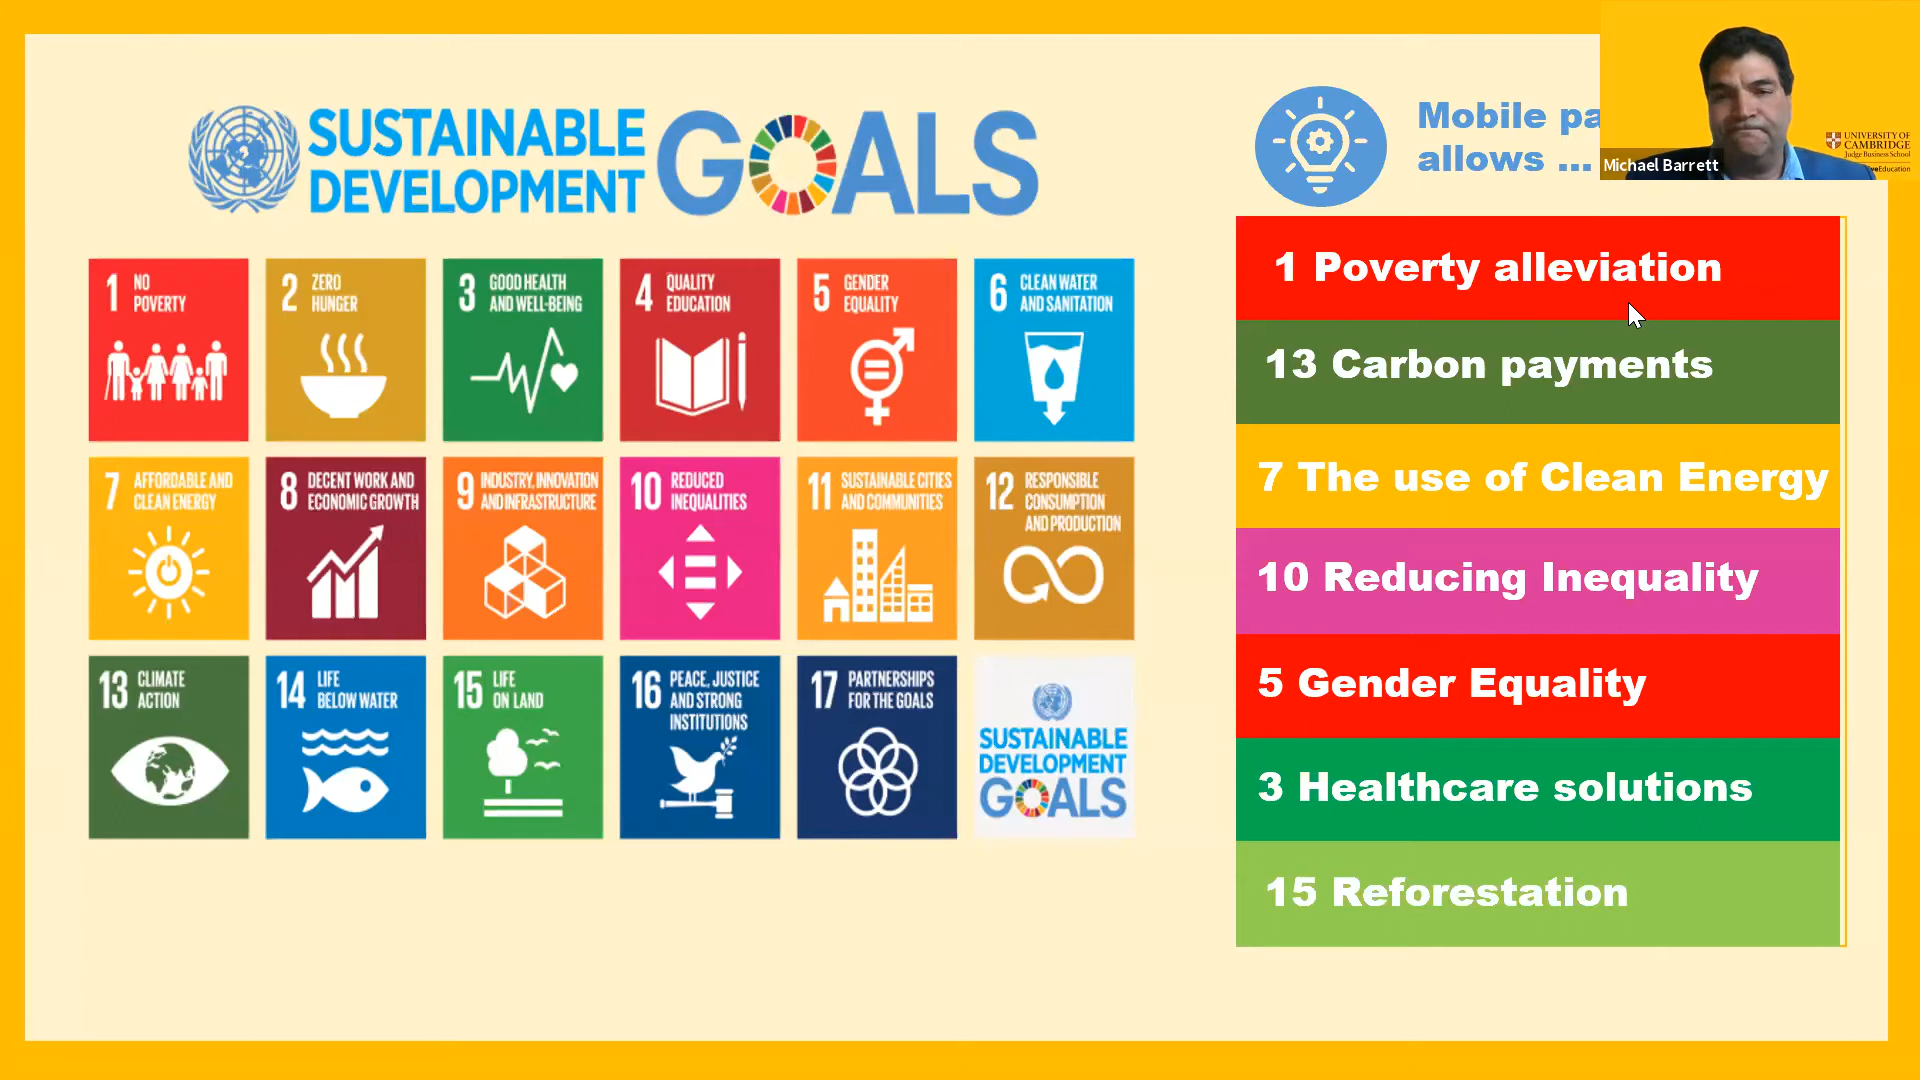 SUSTAINABLE
DEVELOPMENT
GOALS
1 NO
POVERTY
2 ZERO
HUNGER
3 GOOD HEALTH
AND WELL-BEING
4 QUALITY
EDUCATION
5 GENDER
EQUALITY
6 CLEAN WATER
AND SANITATION
7 AFFORDABLE AND
CLEAN ENERGY
8 DECENT WORK AND
ECONOMIC GROWTH
9 INDUSTRY, INNOVATION
AND INFRASTRUCTURE
10 REDUCED
INEQUALITIES
11 SUSTAINABLE CITIES
AND COMMUNITIES
12 RESPONSIBLE
CONSUMPTION
AND PRODUCTION
13 CLIMATE
ACTION
14 LIFE
BELOW WATER
15 LIFE
ON LAND
16 PEACE, JUSTICE
AND STRONG
INSTITUTIONS
17 PARTNERSHIPS
FOR THE GOALS
SUSTAINABLE
DEVELOPMENT
GOALS
Mobile
allows ...
Michael Barrett
UNIVERSITY OF
CAMBRIDGE
Judge Business School
1 Poverty alleviation
13 Carbon payments
7 The use of Clean Energy
10 Reducing Inequality
5 Gender Equality
3 Healthcare solutions
15 Reforestation